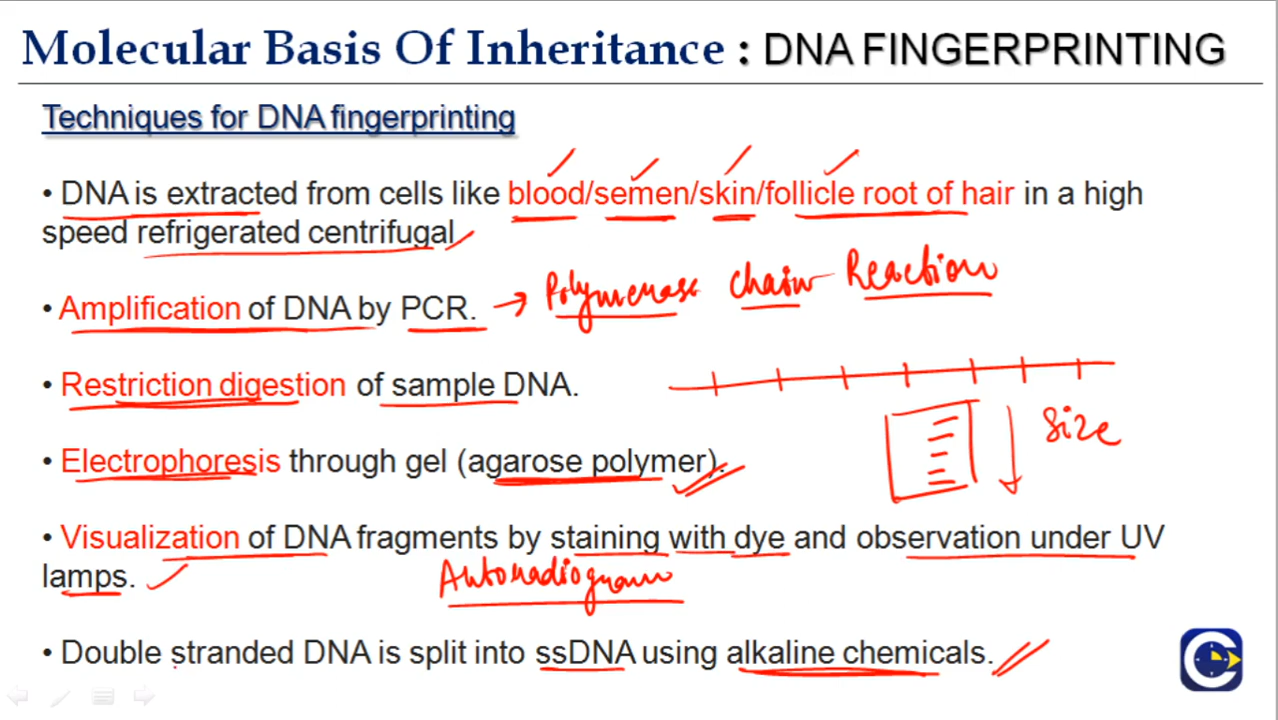 Molecular Basis Of Inheritance : DNA FINGERPRINTING
Techniques for DNA fingerprinting
• DNA is extracted from cells like blood/semen/skin/follicle root of hair in a high
speed refrigerated centrifugal
• Amplification of DNA by PCR. → Polymerase chain Reaction
• Restriction digestion of sample DNA.
Size
• Electrophoresis through gel (agarose polymer).
• Visualization of DNA fragments by staining with dye and observation under UV
lamps.
Autoradiogram
• Double stranded DNA is split into ssDNA using alkaline chemicals.